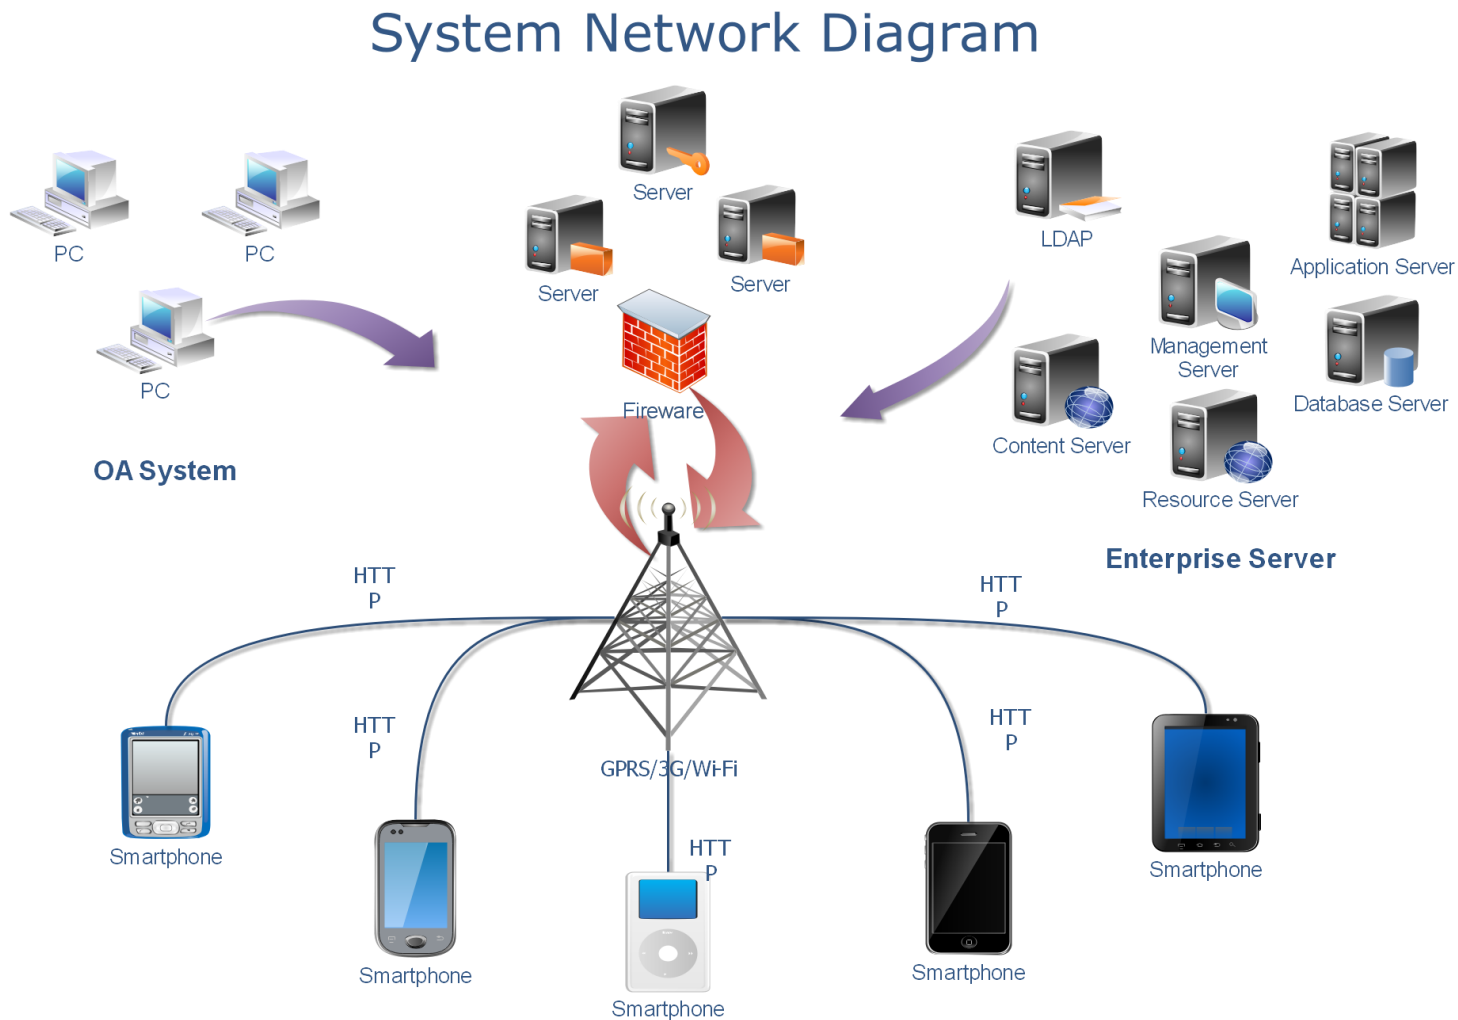 System Network Diagram
PC
PC
PC
OA System
Server
Server
Server
Fireware
LDAP
Application Server
Management
Server
Content Server
Database Server
Resource Server
Enterprise Server
HTT
P
HTT
P
HTT
P
HTT
P
GPRS/3G/Wi-Fi
HTT
P
Smartphone
Smartphone
Smartphone
Smartphone
Smartphone